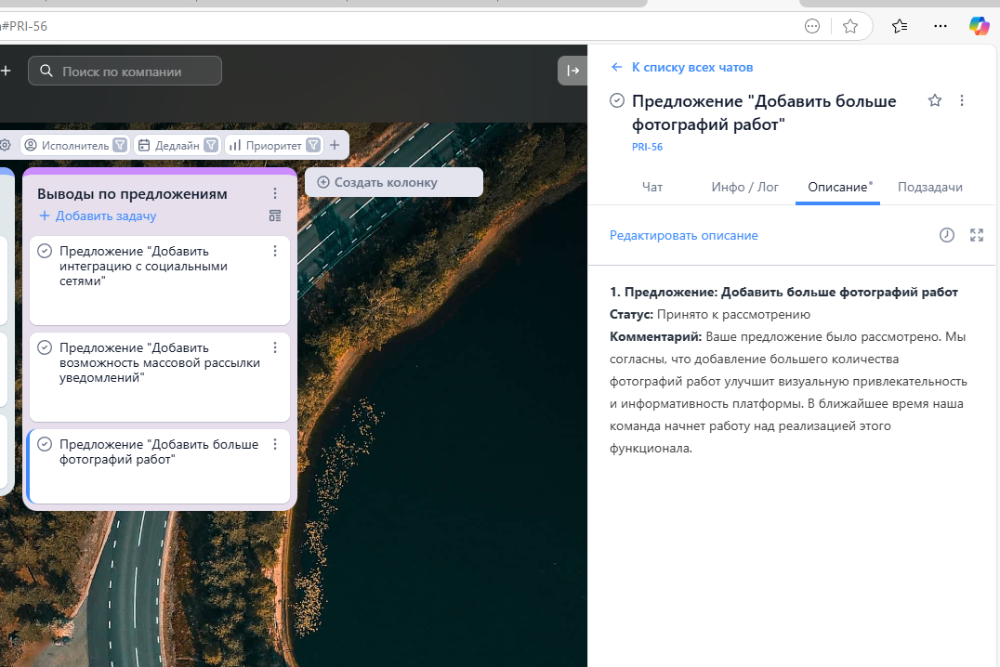 #PRI-56
Поиск по компании
Исполнитель
Дедлайн
Приоритет
Выводы по предложениям
Добавить задачу
Предложение "Добавить
интеграцию с социальными
сетями"
Предложение "Добавить
возможность массовой рассылки
уведомлений"
Предложение "Добавить больше
фотографий работ"
Создать колонку
К списку всех чатов
Предложение "Добавить больше
фотографий работ"
PRI-56
Чат
Инфо / Лог
Описание
Подзадачи
Редактировать описание
1. Предложение: Добавить больше фотографий работ
Статус: Принято к рассмотрению
Комментарий: Ваше предложение было рассмотрено. Мы
согласны, что добавление большего количества
фотографий работ улучшит визуальную привлекательность
и информативность платформы. В ближайшее время наша
команда начнет работу над реализацией этого
функционала.